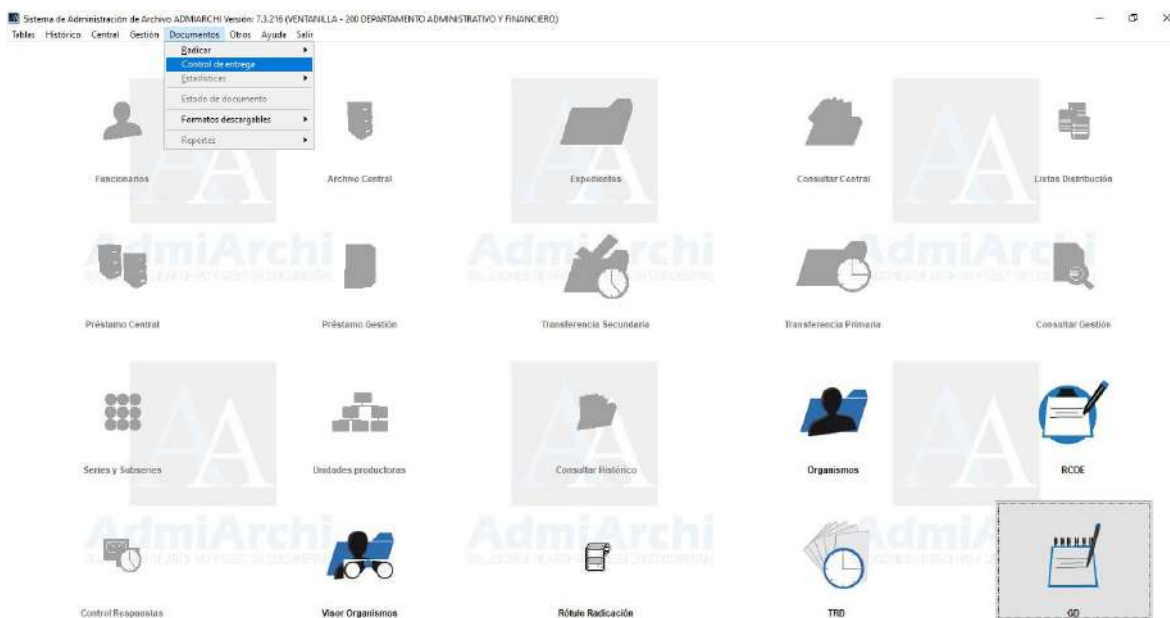 Sistema de Administración de Archivo ADMIARCHI Versión: 7.3.216 (VENTANILLA - 200 DEPARTAMENTO ADMINISTRATIVO Y FINANCIERO)
Tablas Histórico Central Gestión Documentos Otros Ayuda Salir
Radicar
Control de entrega
Estadísticas
Estado de documento
Formatos descargables
Reportes
Funcionarios Archivo Central Expedientes Consultar Central Listas Distribución
AdmiArchi AdmiArchi AdmiArchi
Préstamo Central Préstamo Gestión Transferencia Secundaria Transferencia Primaria Consultar Gestión
Series y Subseries Unidades productoras Consultar Histórico Organismos RCOE
AdmiArchi AdmiArchi
Control Respuestas Visor Organismos Rótulo Radicación TRD GD